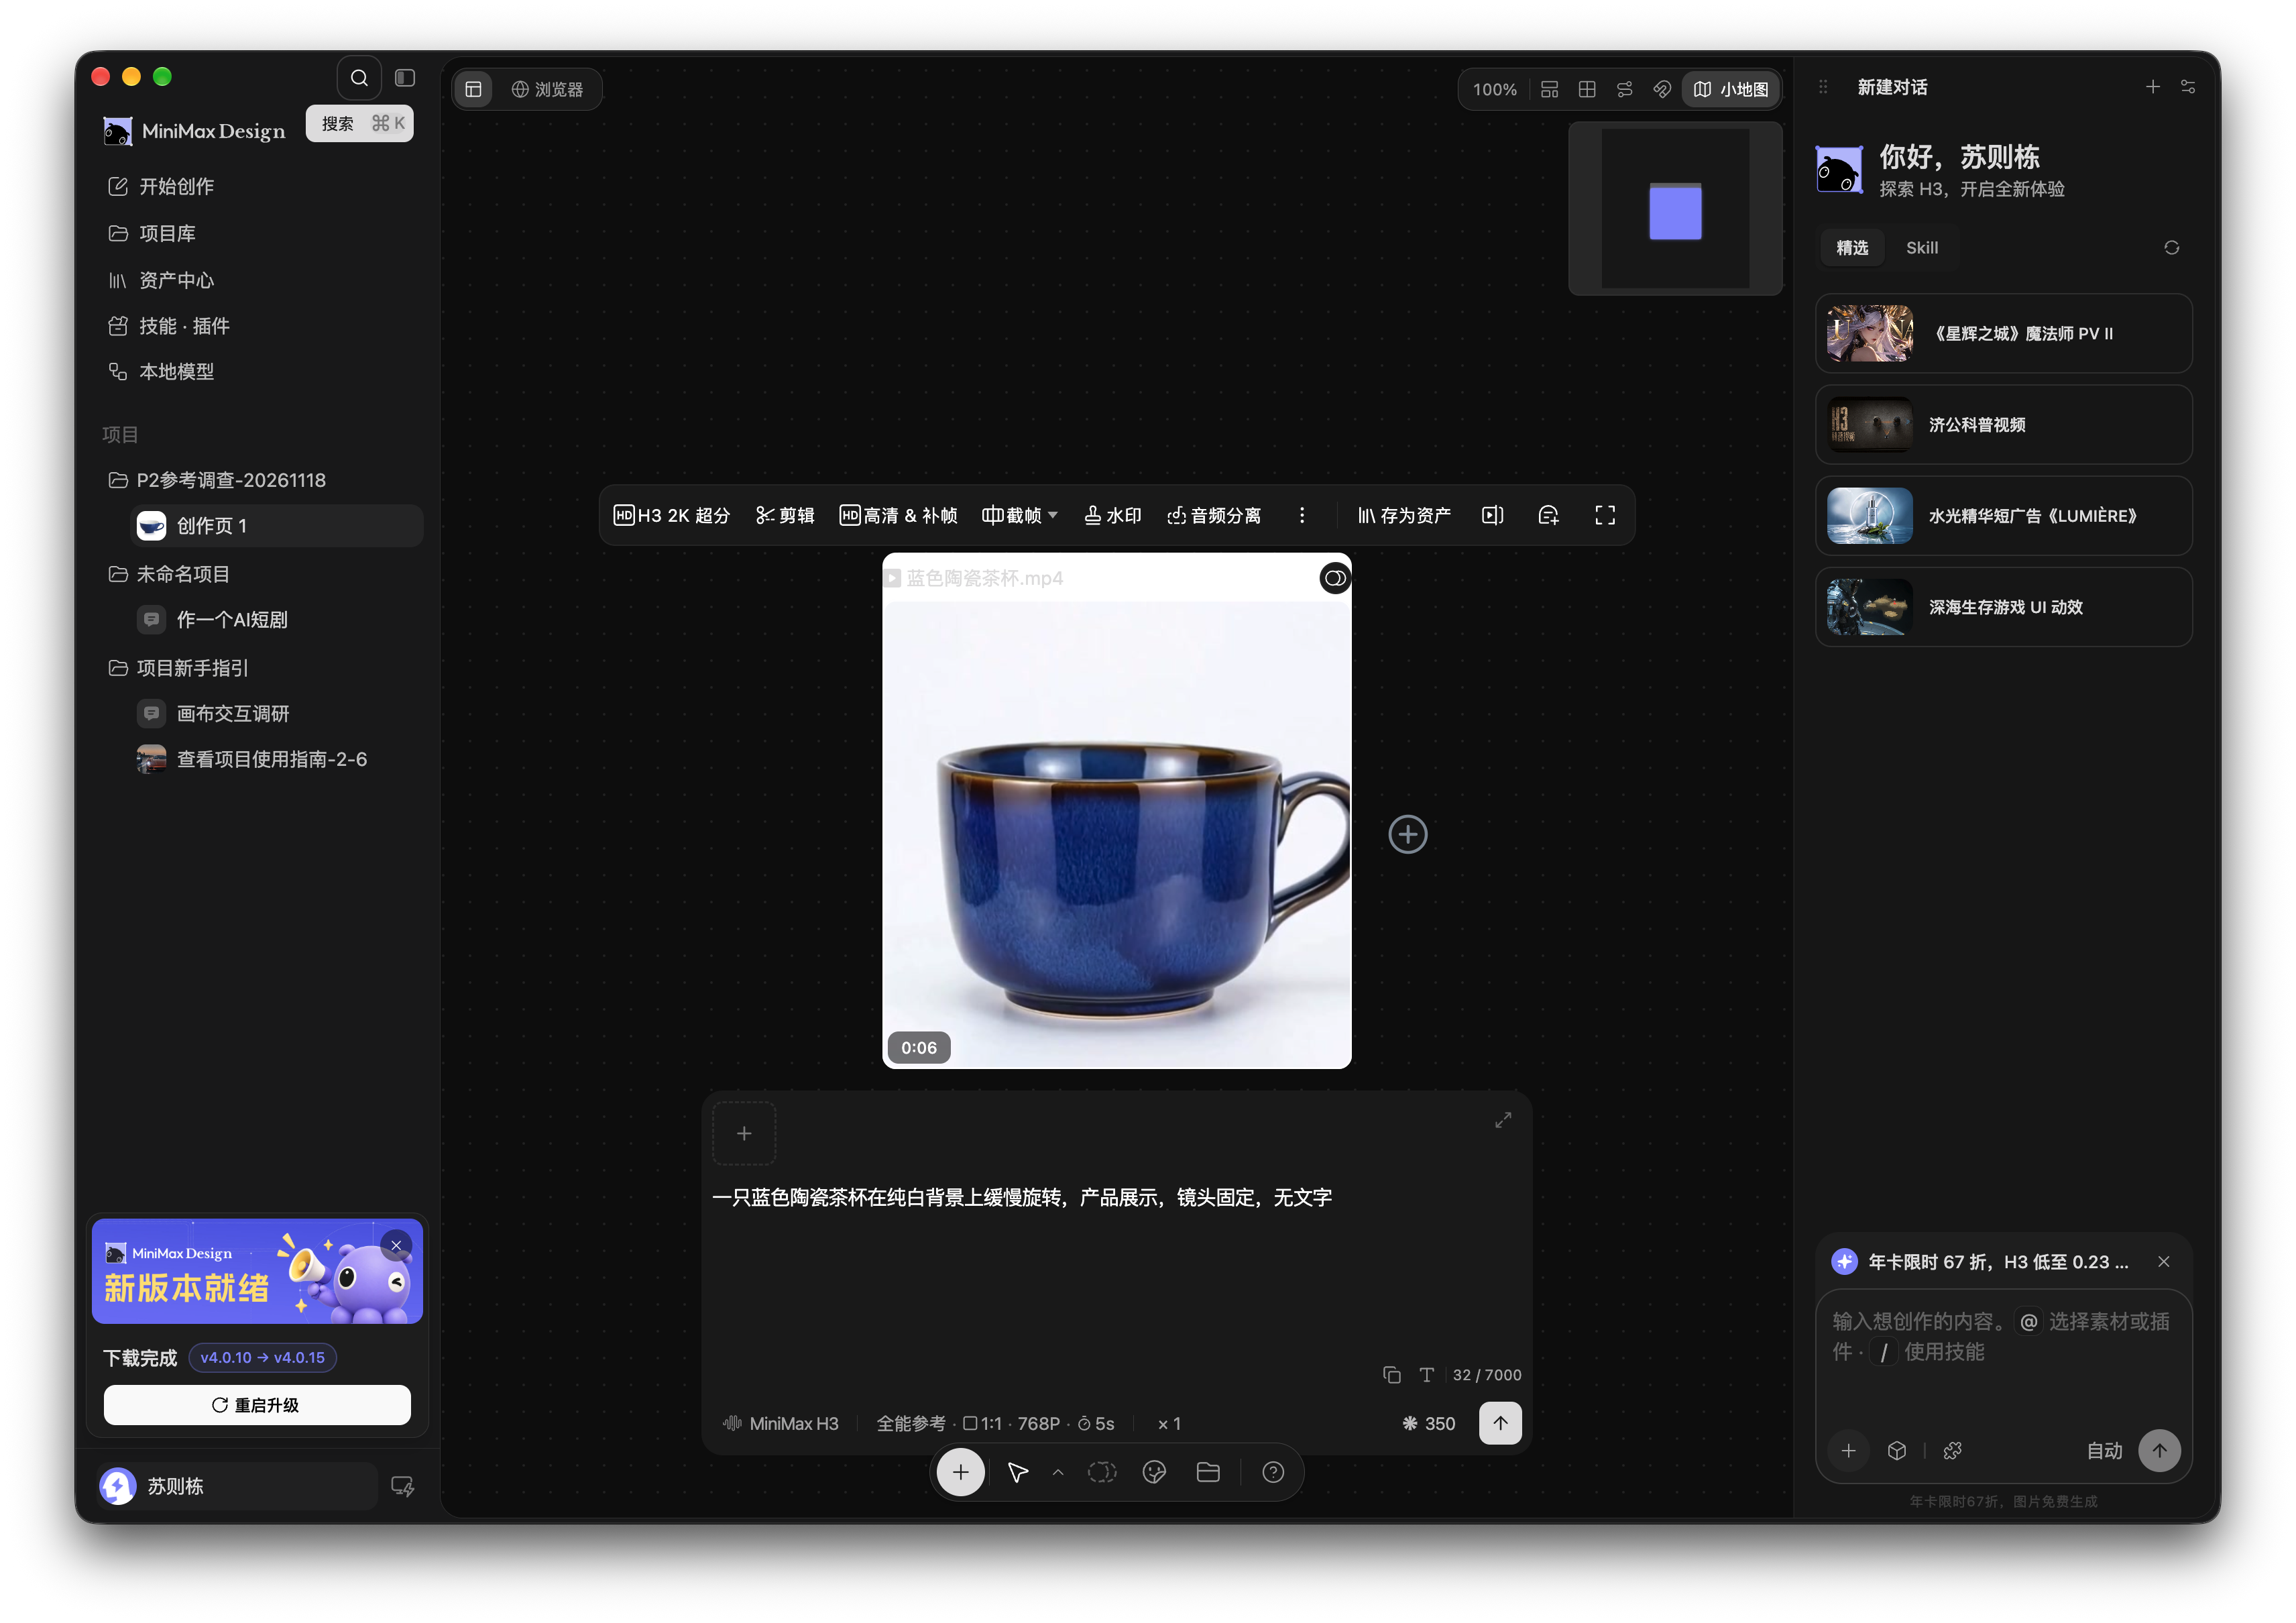 搜索 ⌘ K
MiniMax Design
开始创作
项目库
资产中心
技能 · 插件
本地模型
项目
P2参考调查-20261118
创作页 1
未命名项目
作一个AI短剧
项目新手指引
画布交互调研
查看项目使用指南-2-6
MiniMax Design
新版本就绪
下载完成 v4.0.10 → v4.0.15
重启升级
苏则栋
浏览器
100% 小地图
HD H3 2K 超分 剪辑 HD 高清 & 补帧 截帧 水印 音频分离 存为资产
蓝色陶瓷茶杯.mp4
0:06
一只蓝色陶瓷茶杯在纯白背景上缓慢旋转，产品展示，镜头固定，无文字
T 32 / 7000
MiniMax H3 全能参考 · 1:1 · 768P · 5s × 1 350
新建对话
你好，苏则栋
探索 H3，开启全新体验
精选 Skill
《星辉之城》魔法师 PV II
H3
济公科普视频
水光精华短广告《LUMIÈRE》
深海生存游戏 UI 动效
年卡限时 67 折，H3 低至 0.23 ...
输入想创作的内容。 @ 选择素材或插
件 · / 使用技能
自动
年卡限时67折，图片免费生成